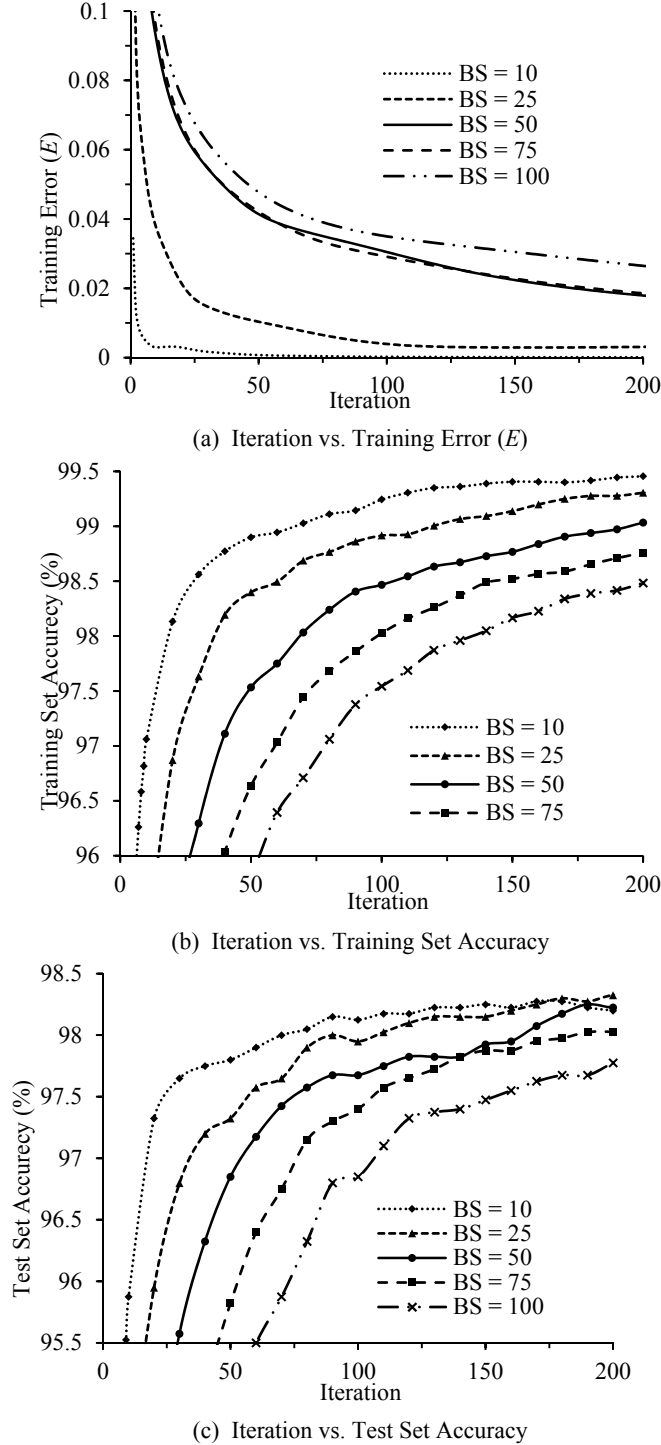 0.1
0.08
0.06
0.04
0.02
0
Training Error (E)
BS = 10
BS = 25
BS = 50
BS = 75
BS = 100
0 50 100 150 200
Iteration
(a) Iteration vs. Training Error (E)
99.5
99
98.5
98
97.5
97
96.5
96
Training Set Accurecy (%)
BS = 10
BS = 25
BS = 50
BS = 75
0 50 100 150 200
Iteration
(b) Iteration vs. Training Set Accuracy
98.5
98
97.5
97
96.5
96
95.5
Test Set Accurecy (%)
BS = 10
BS = 25
BS = 50
BS = 75
BS = 100
0 50 100 150 200
Iteration
(c) Iteration vs. Test Set Accuracy